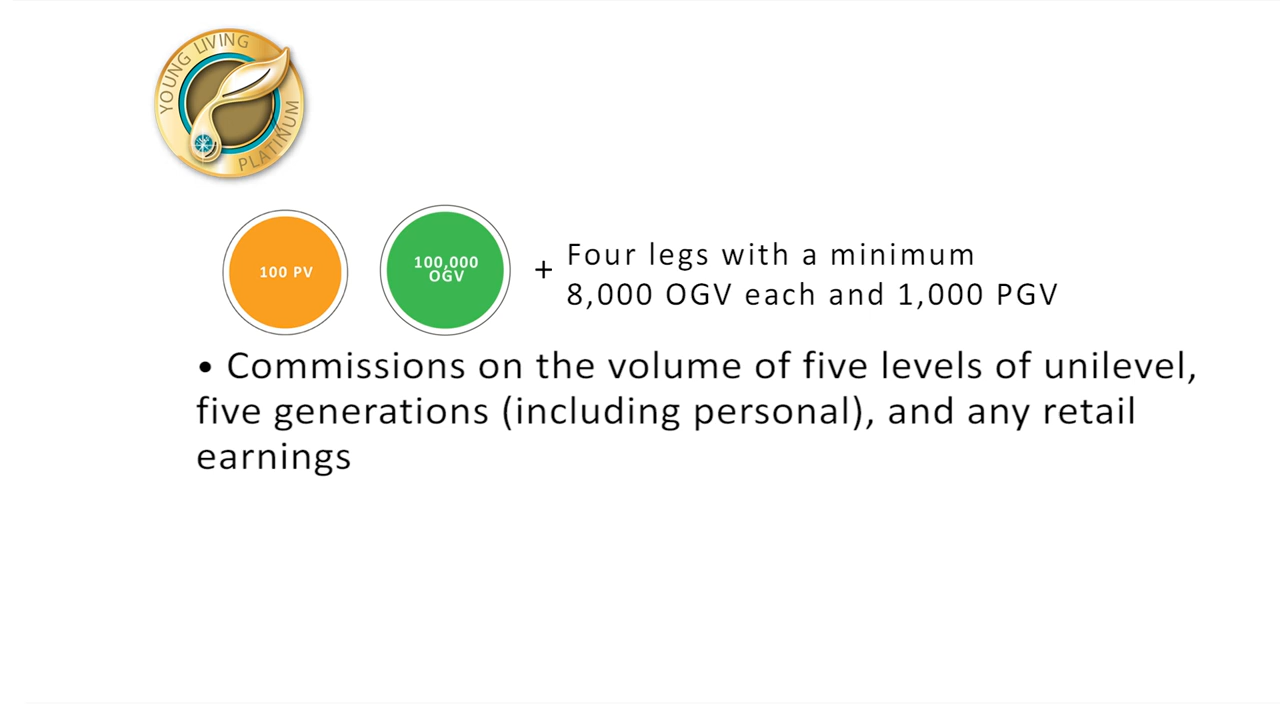 YOUNG LIVING
PLATINUM
100 PV
100,000
OGV
+
Four legs with a minimum
8,000 OGV each and 1,000 PGV
• Commissions on the volume of five levels of unilevel,
five generations (including personal), and any retail
earnings